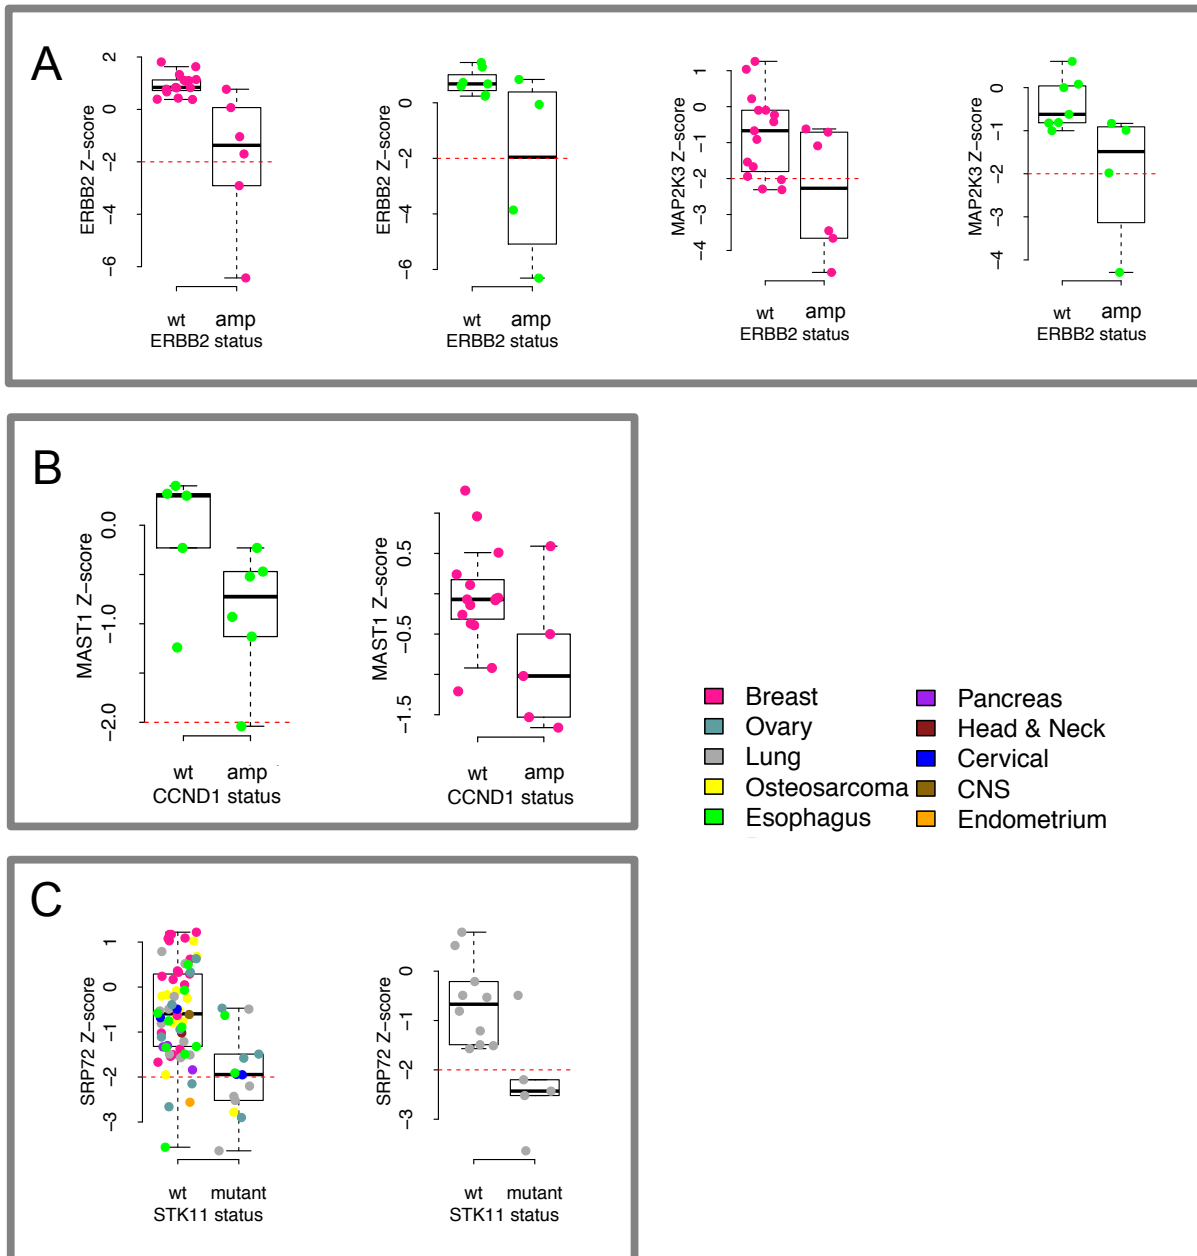 A
ERBB2 Z−score
2
0
−2
−4
−6
wt amp
ERBB2 status
ERBB2 Z−score
0
−2
−4
−6
wt amp
ERBB2 status
MAP2K3 Z−score
1
0
−1
−2
−3
−4
wt amp
ERBB2 status
MAP2K3 Z−score
0
−1
−2
−3
−4
wt amp
ERBB2 status
B
MAST1 Z−score
0.0
−1.0
−2.0
wt amp
CCND1 status
MAST1 Z−score
0.5
−0.5
−1.5
wt amp
CCND1 status
Breast
Ovary
Lung
Osteosarcoma
Esophagus
Pancreas
Head & Neck
Cervical
CNS
Endometrium
C
SRP72 Z−score
1
0
−1
−2
−3
wt mutant
STK11 status
SRP72 Z−score
0
−1
−2
−3
wt mutant
STK11 status